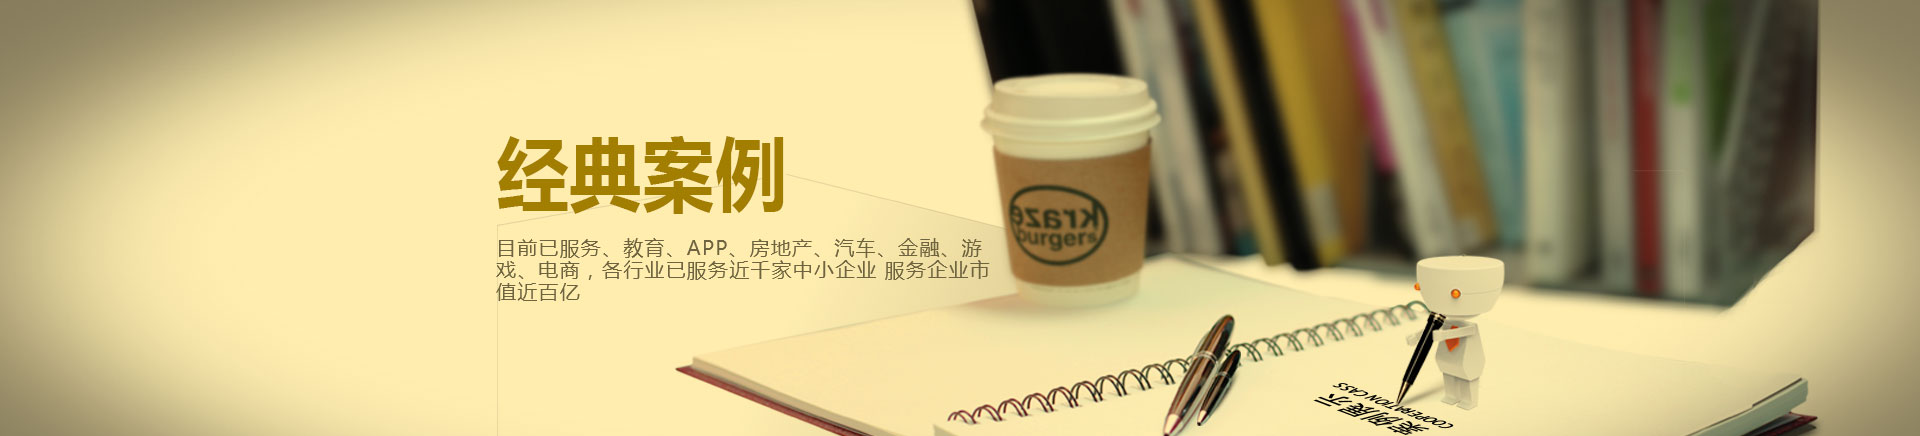 经典案例
目前已服务、教育、APP、房地产、汽车、金融、游
戏、电商，各行业已服务近千家中小企业 服务企业市
值近百亿
kraze
burgers
案例展示
COOPERATION CASS